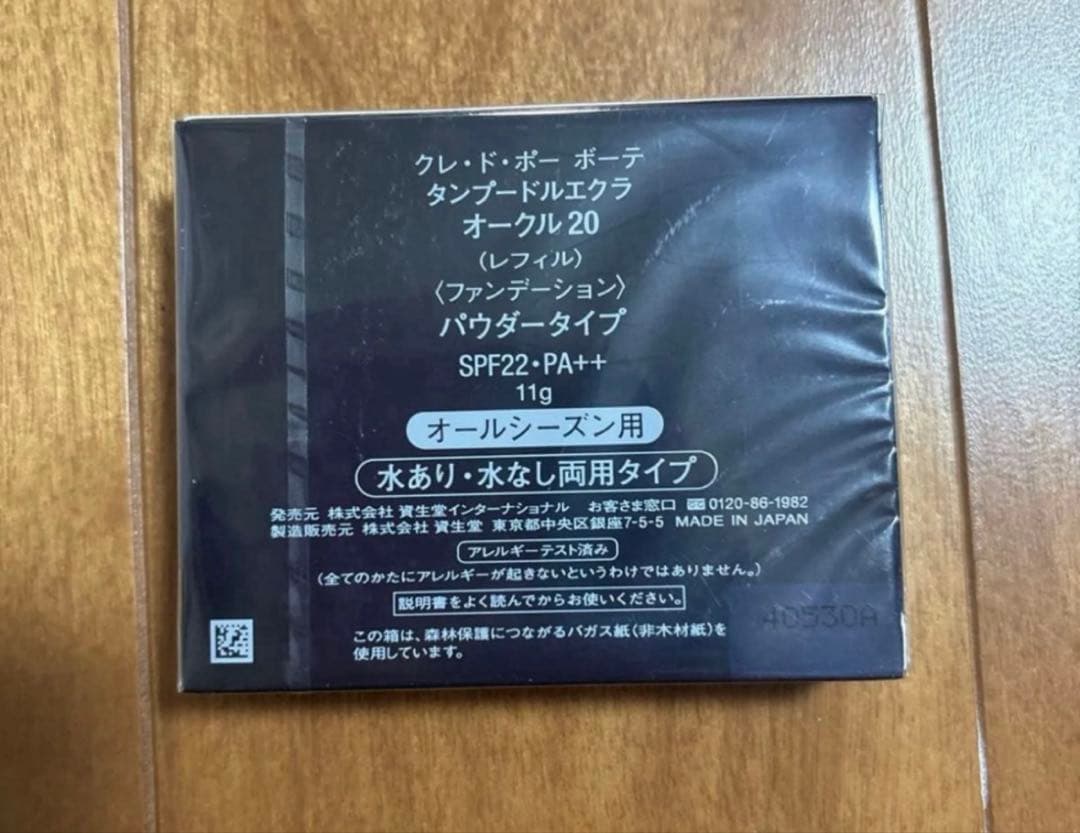 クレ・ド・ポー ボーテ
タンプードルエクラ
オークル20
(レフィル)
〈ファンデーション〉
パウダータイプ
SPF22・PA++
11g
オールシーズン用
水あり・水なし両用タイプ
発売元 株式会社 資生堂インターナショナル お客さま窓口 0120-86-1982
製造販売元 株式会社 資生堂 東京都中央区銀座7-5-5 MADE IN JAPAN
アレルギーテスト済み
(全てのかたにアレルギーが起きないというわけではありません。)
説明書をよく読んでからお使いください。
この箱は、森林保護につながるバガス紙(非木材紙)を
使用しています。
40530A